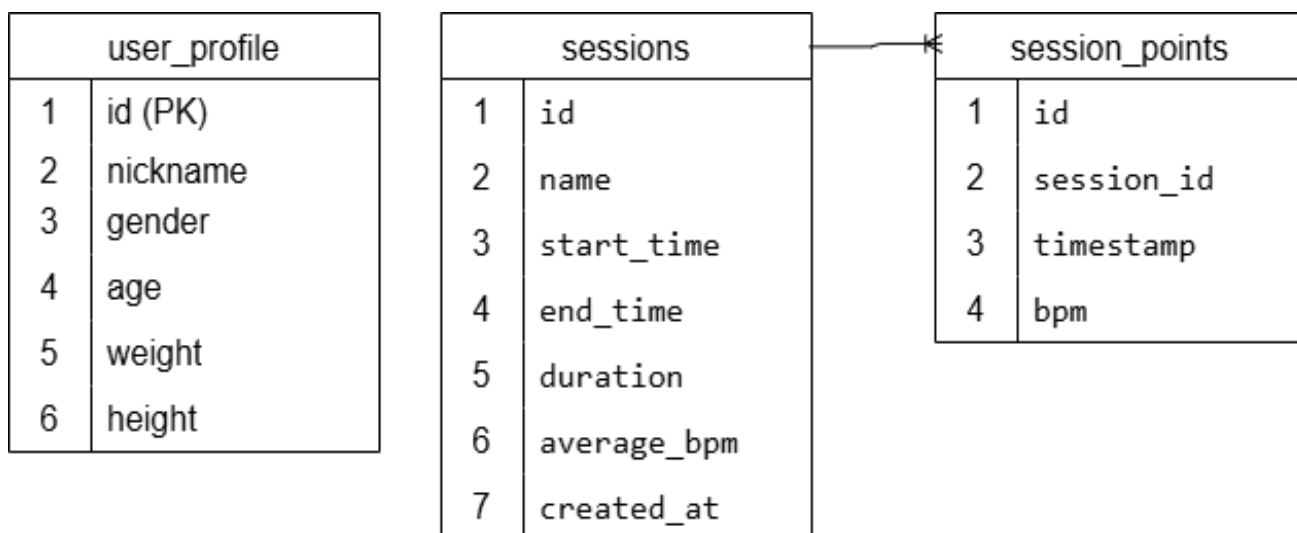 user_profile
1 id (PK)
2 nickname
3 gender
4 age
5 weight
6 height
sessions
1 id
2 name
3 start_time
4 end_time
5 duration
6 average_bpm
7 created_at
session_points
1 id
2 session_id
3 timestamp
4 bpm